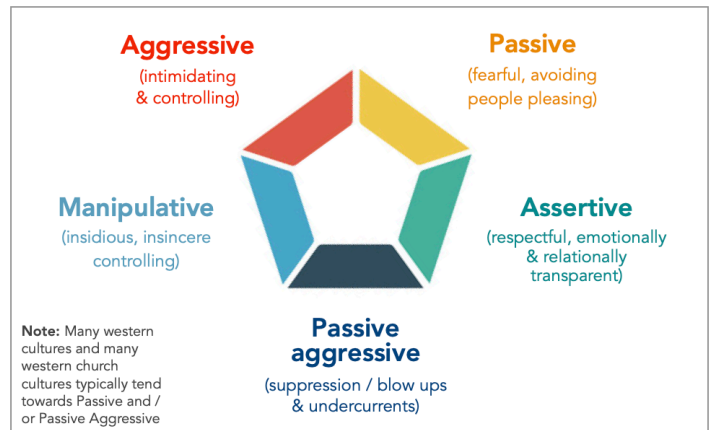 Aggressive
(intimidating
& controlling)
Passive
(fearful, avoiding
people pleasing)
Manipulative
(insidious, insincere
controlling)
Assertive
(respectful, emotionally
& relationally
transparent)
Passive
aggressive
(suppression / blow ups
& undercurrents)
Note: Many western
cultures and many
western church
cultures typically tend
towards Passive and /
or Passive Aggressive